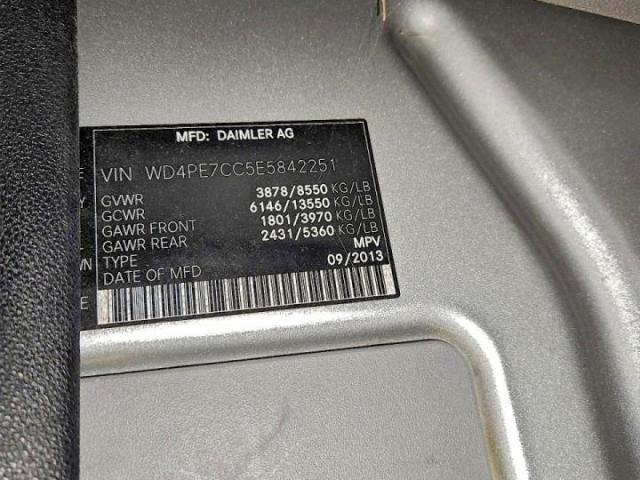 MFD: DAIMLER AG
E VIN WD4PE7CC5E5842251
Y GVWR 3878/8550 KG/LB
GCWR 6146/13550 KG/LB
GAWR FRONT 1801/3970 KG/LB
GAWR REAR 2431/5360 KG/LB
WN TYPE MPV
DATE OF MFD 09/2013
E